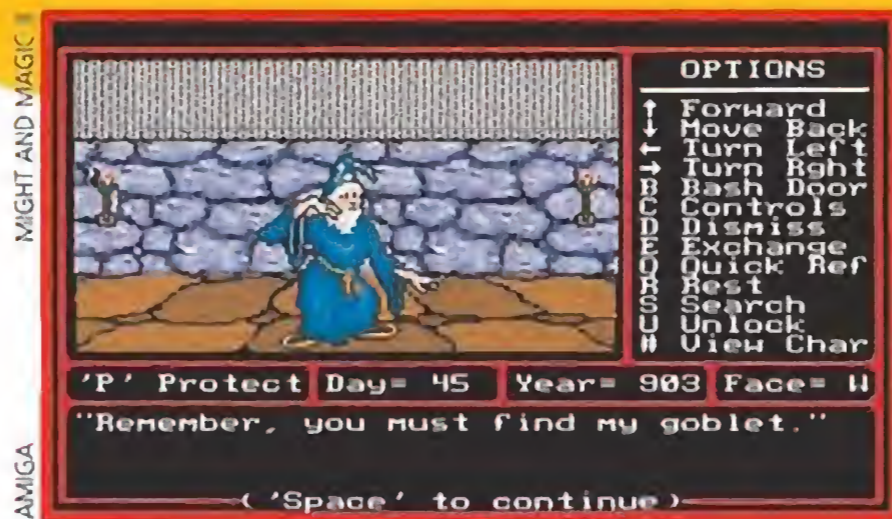 MIGHT AND MAGIC II
AMIGA
OPTIONS
↑ Forward
↓ Move Back
← Turn Left
→ Turn Rght
B Bash Door
C Controls
D Dismiss
E Exchange
Q Quick Ref
R Rest
S Search
U Unlock
# View Char
'P' Protect Day= 45 Year= 903 Face= W
"Remember, you must find my goblet."
( 'Space' to continue )